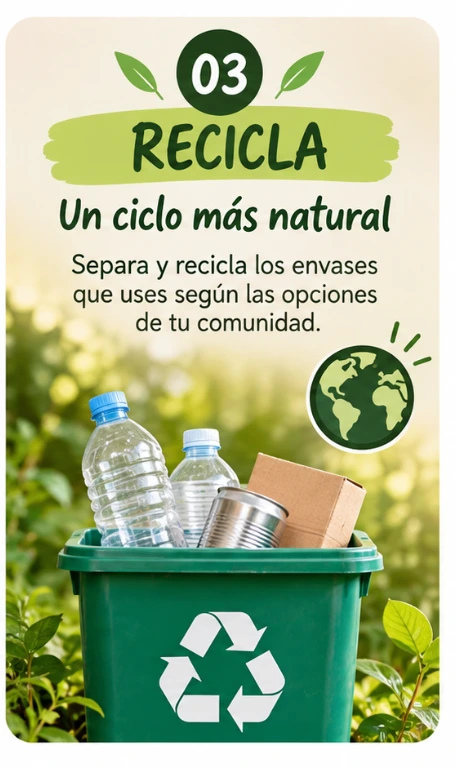 03
RECICLA
Un ciclo más natural
Separa y recicla los envases
que uses según las opciones
de tu comunidad.